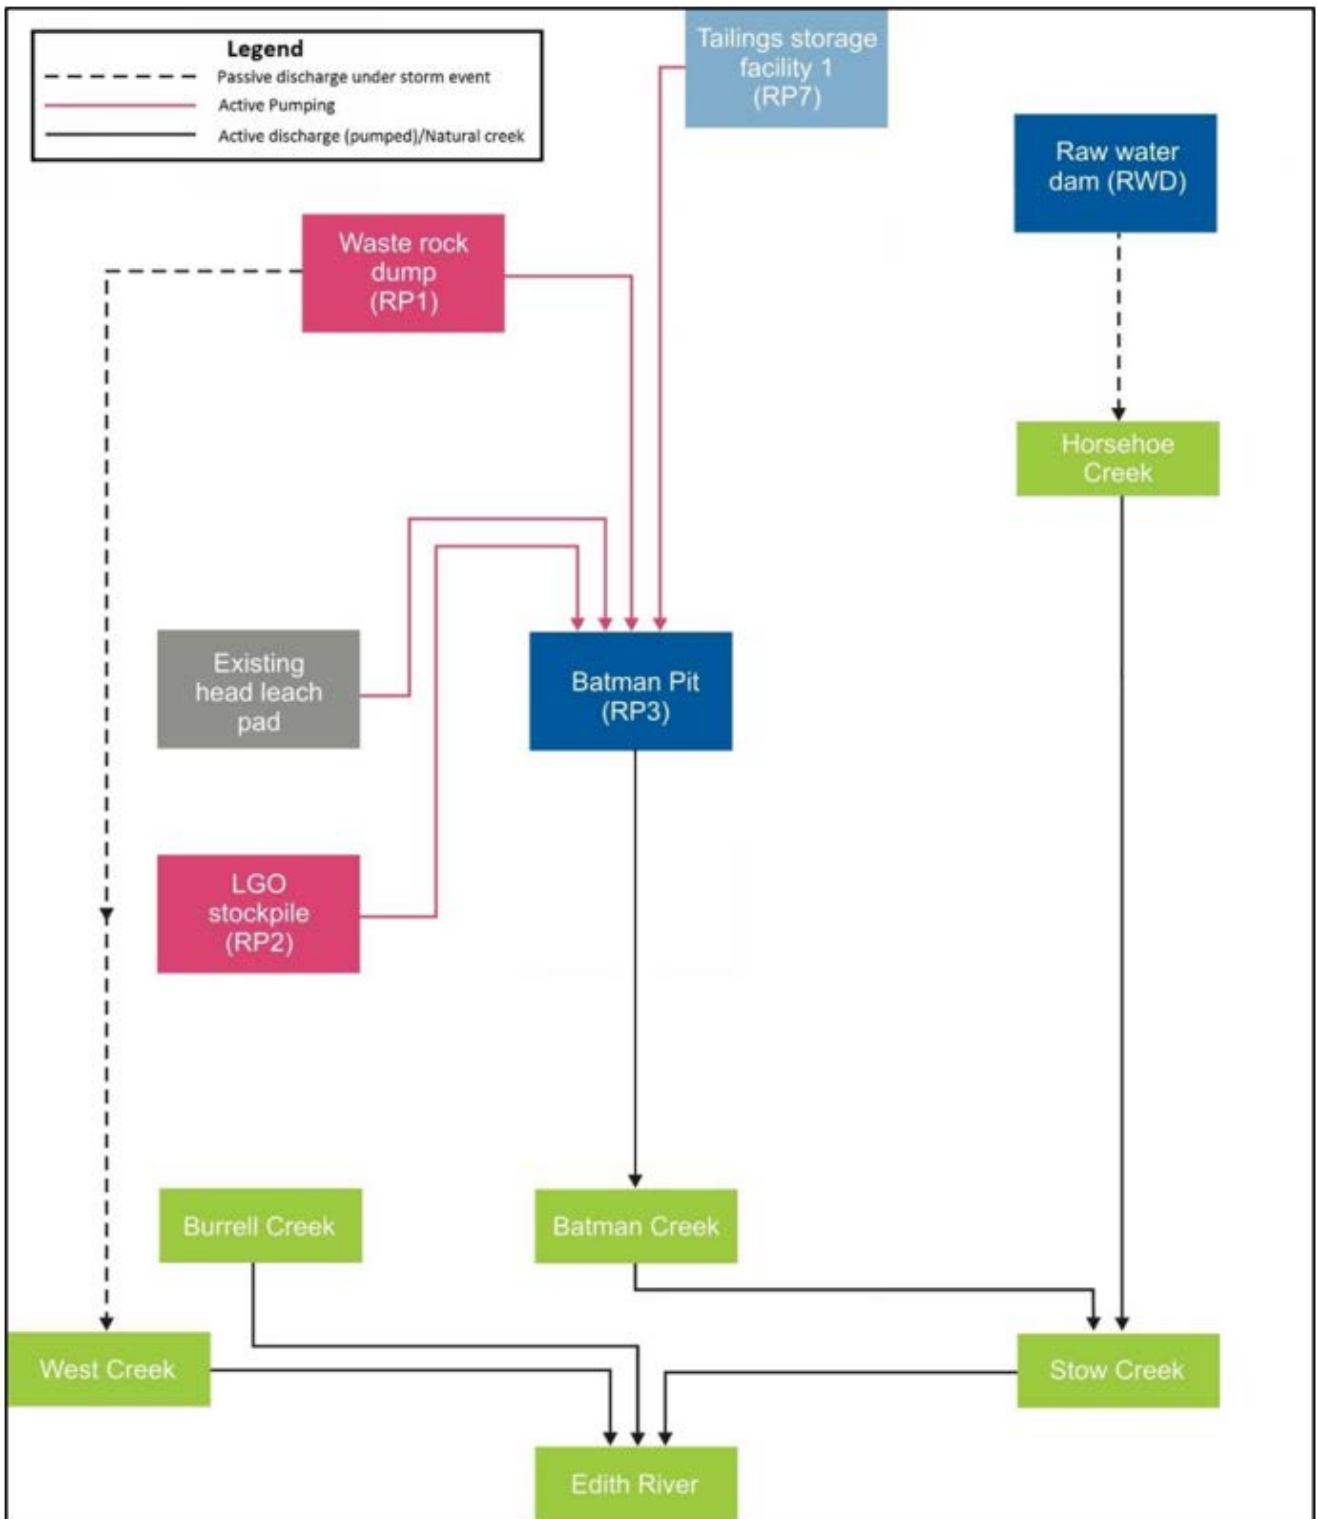 Legend
Passive discharge under storm event
Active Pumping
Active discharge (pumped)/Natural creek
Tailings storage
facility 1
(RP7)
Raw water
dam (RWD)
Waste rock
dump
(RP1)
Horsehoe
Creek
Existing
head leach
pad
Batman Pit
(RP3)
LGO
stockpile
(RP2)
Burrell Creek
Batman Creek
West Creek
Stow Creek
Edith River